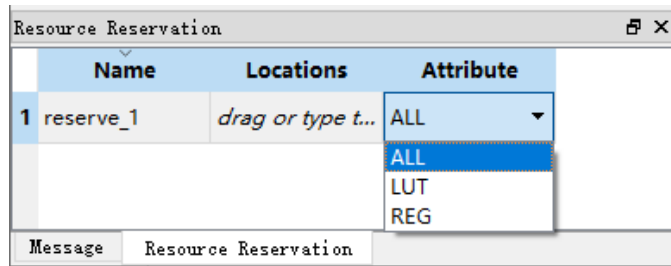 Resource Reservation
Name Locations Attribute
1 reserve_1 drag or type t... ALL
ALL
LUT
REG
Message Resource Reservation